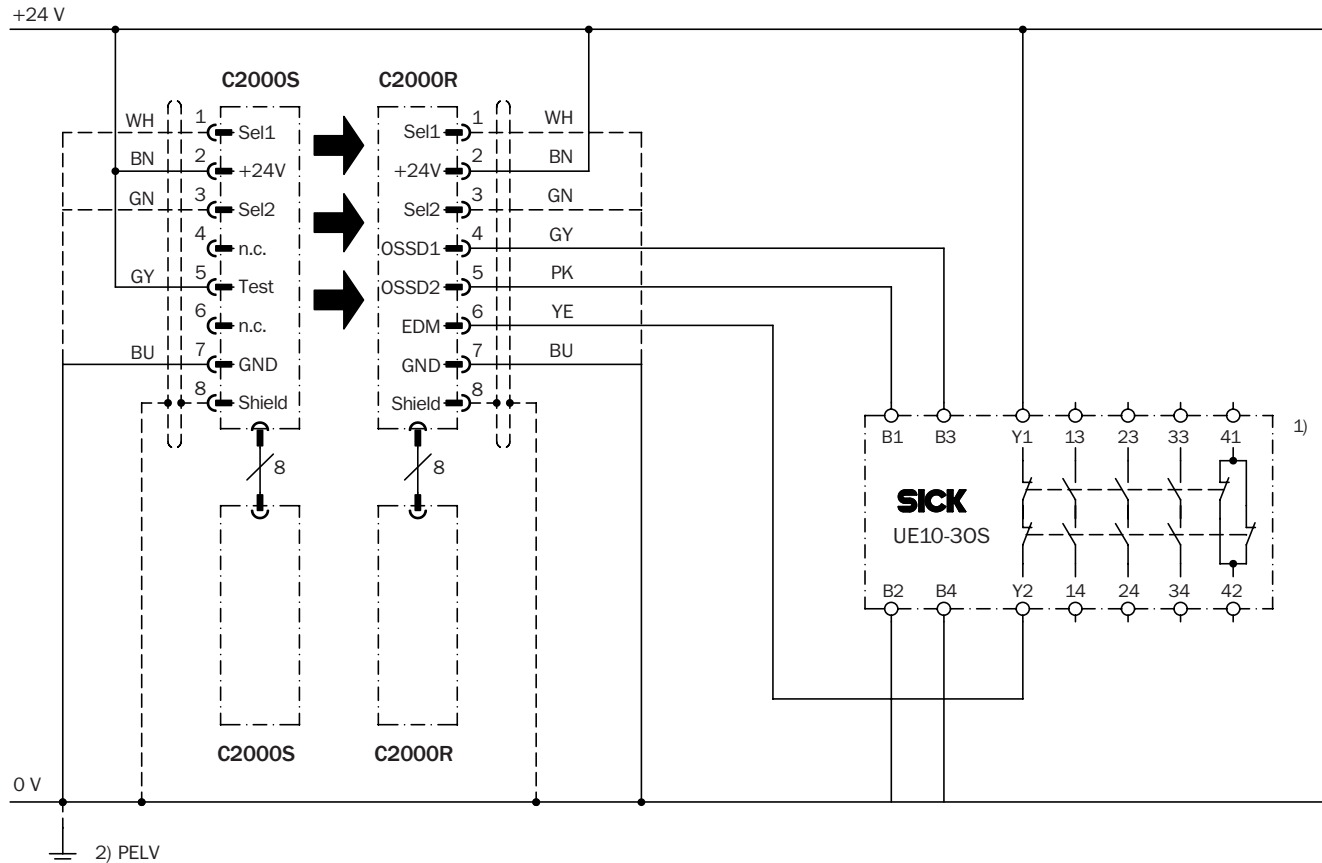 +24 V
C2000S
C2000R
WH 1 Sel1
BN 2 +24V
GN 3 Sel2
4 n.c.
GY 5 Test
6 n.c.
BU 7 GND
8 Shield
Sel1 1 WH
+24V 2 BN
Sel2 3 GN
OSSD1 4 GY
OSSD2 5 PK
EDM 6 YE
GND 7 BU
Shield 8
8
8
C2000S
C2000R
B1 B3 Y1 13 23 33 41
1)
SICK
UE10-30S
B2 B4 Y2 14 24 34 42
0 V
2) PELV